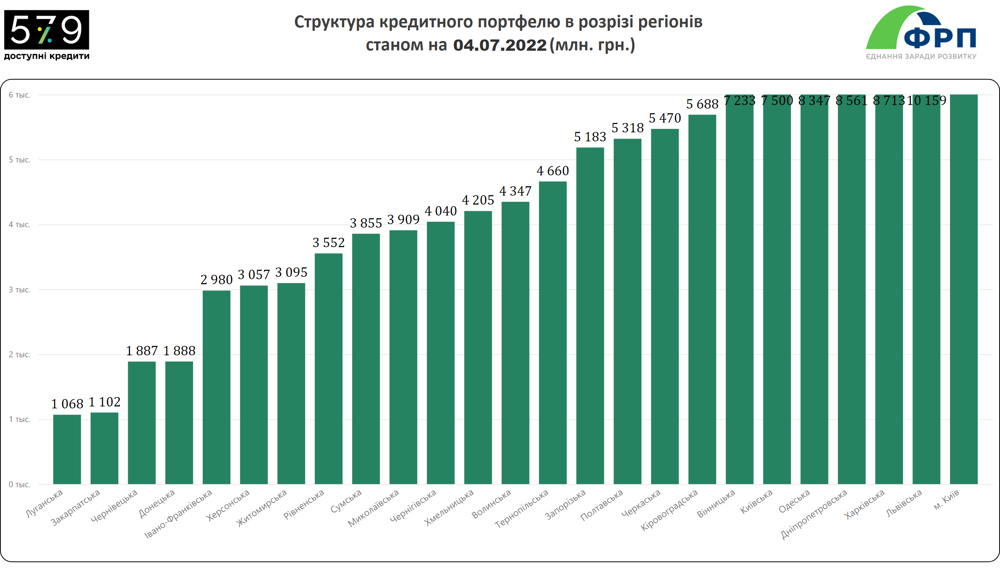 5%9
доступні кредити
Структура кредитного портфелю в розрізі регіонів
станом на 04.07.2022 (млн. грн.)
ФРП
ЄДНАННЯ ЗАРАДИ РОЗВИТКУ
6 тыс.
5 тыс.
4 тыс.
3 тыс.
2 тыс.
1 тыс.
0 тыс.
1 068
1 102
1 887
1 888
2 980
3 057
3 095
3 552
3 855
3 909
4 040
4 205
4 347
4 660
5 183
5 318
5 470
5 688
7 233
7 500
8 347
8 561
8 713
10 159
Луганська
Закарпатська
Чернівецька
Донецька
Івано-Франківська
Херсонська
Житомирська
Рівненська
Сумська
Миколаївська
Чернігівська
Хмельницька
Волинська
Тернопільська
Запорізька
Полтавська
Черкаська
Кіровоградська
Вінницька
Київська
Одеська
Дніпропетровська
Харківська
Львівська
м. Київ